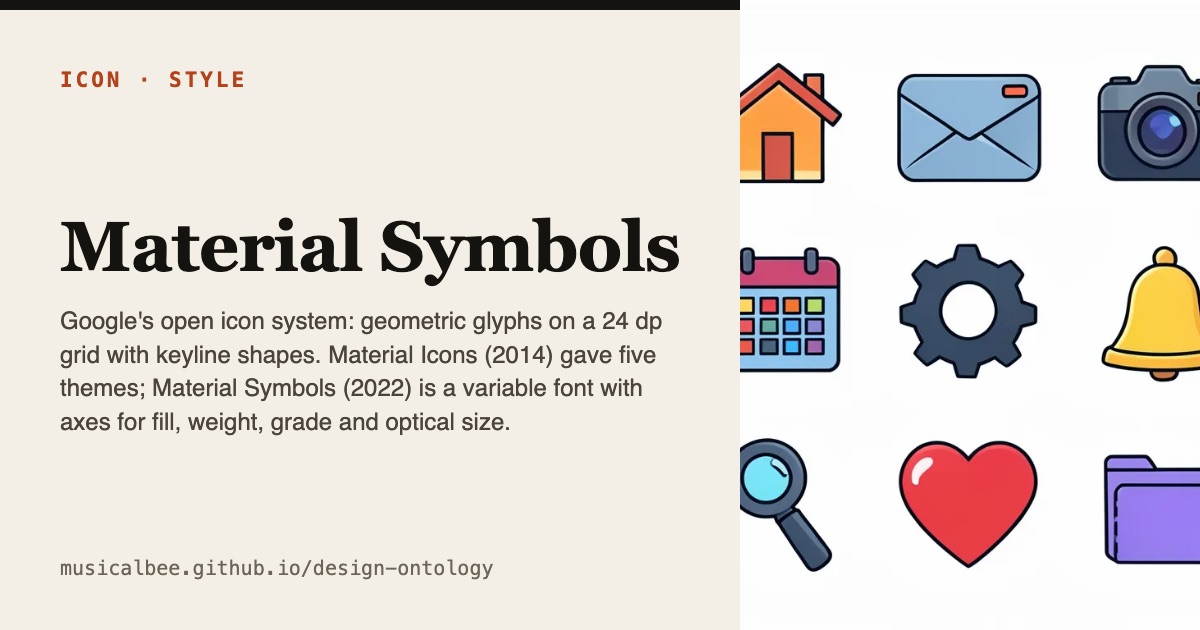 ICON · STYLE
Material Symbols
Google's open icon system: geometric glyphs on a 24 dp
grid with keyline shapes. Material Icons (2014) gave five
themes; Material Symbols (2022) is a variable font with
axes for fill, weight, grade and optical size.
musicalbee.github.io/design-ontology